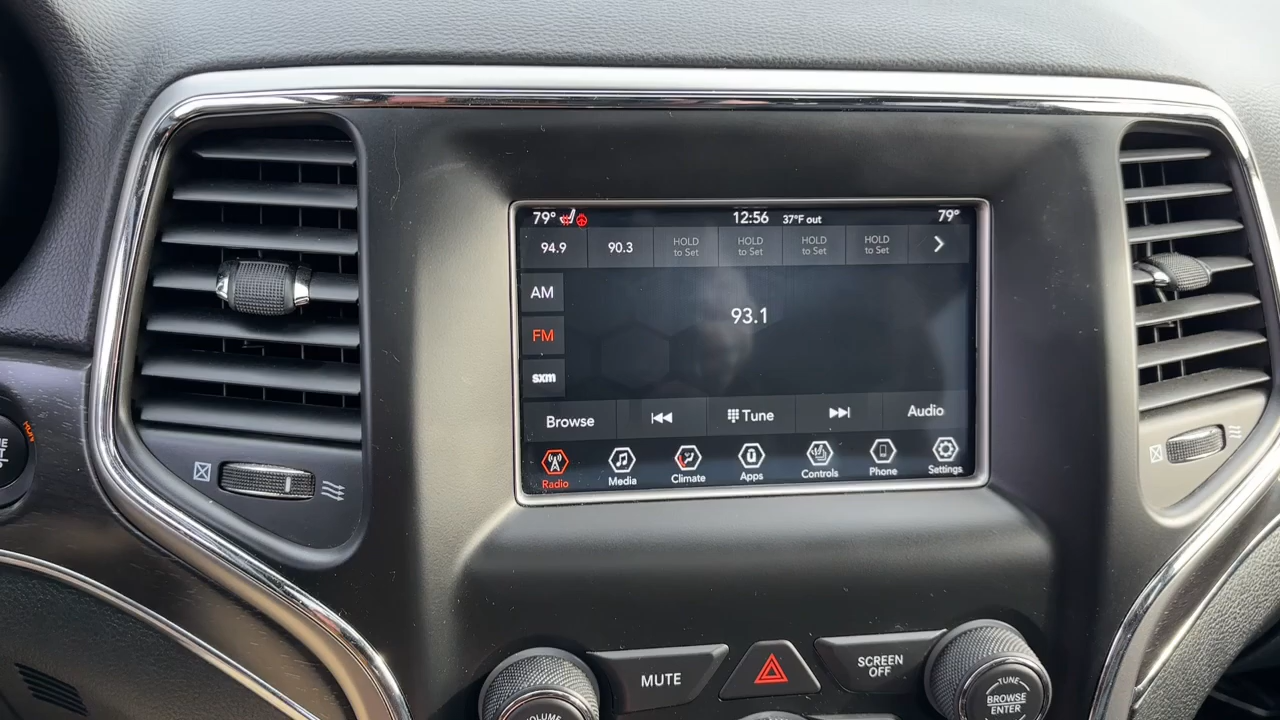 79° 12:56 37°F out 79°
94.9 90.3 HOLD to Set HOLD to Set HOLD to Set HOLD to Set
AM
93.1
FM
sxm
Browse Tune Audio
Radio Media Climate Apps Controls Phone Settings
MUTE
SCREEN
OFF
VOLUME
TUNE
BROWSE
ENTER